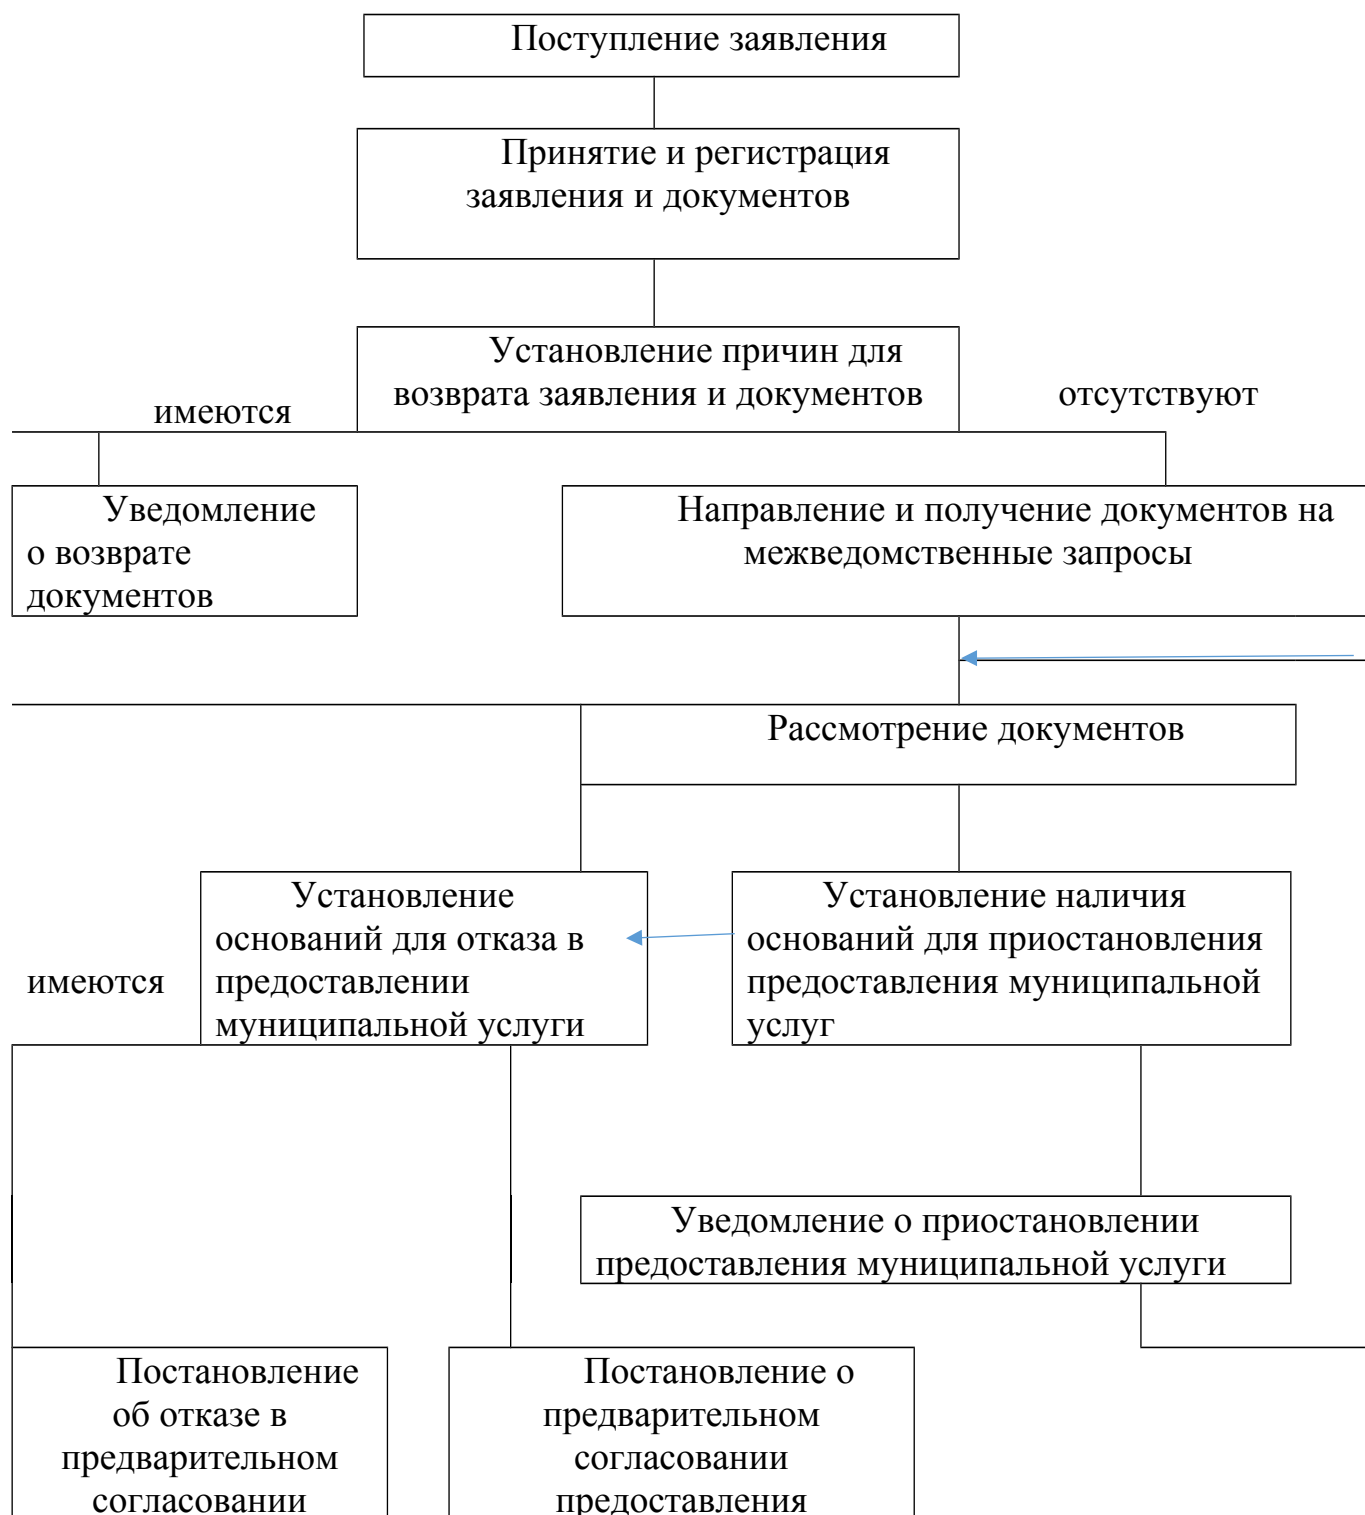 Поступление заявления
Принятие и регистрация
заявления и документов
Установление причин для
возврата заявления и документов
имеются
отсутствуют
Уведомление
о возврате
документов
Направление и получение документов на
межведомственные запросы
Рассмотрение документов
Установление
оснований для отказа в
предоставлении
муниципальной услуги
имеются
Установление наличия
оснований для приостановления
предоставления муниципальной
услуг
Уведомление о приостановлении
предоставления муниципальной услуги
Постановление
об отказе в
предварительном
согласовании
Постановление о
предварительном
согласовании
предоставления